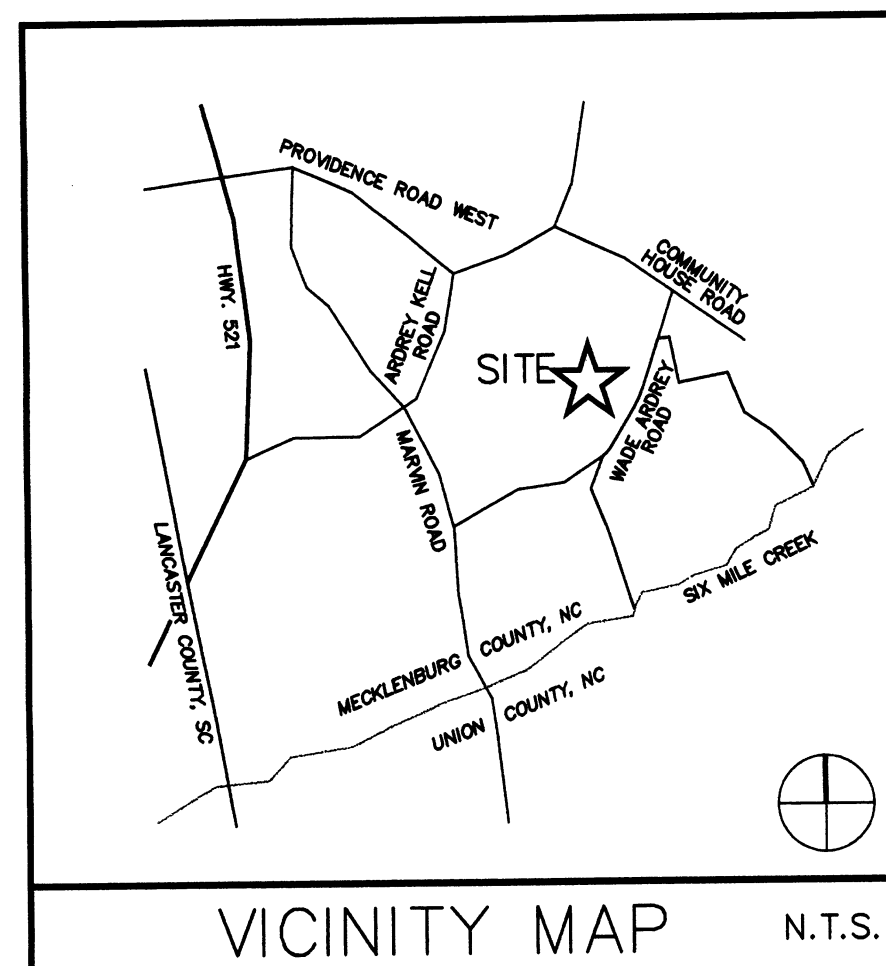 PROVIDENCE ROAD WEST
COMMUNITY
HOUSE ROAD
HWY. 521
ARDREY KELL
ROAD
SITE
WADE ARDREY
ROAD
MARVIN ROAD
LANCASTER COUNTY, SC
SIX MILE CREEK
MECKLENBURG COUNTY, NC
UNION COUNTY, NC
VICINITY MAP
N.T.S.